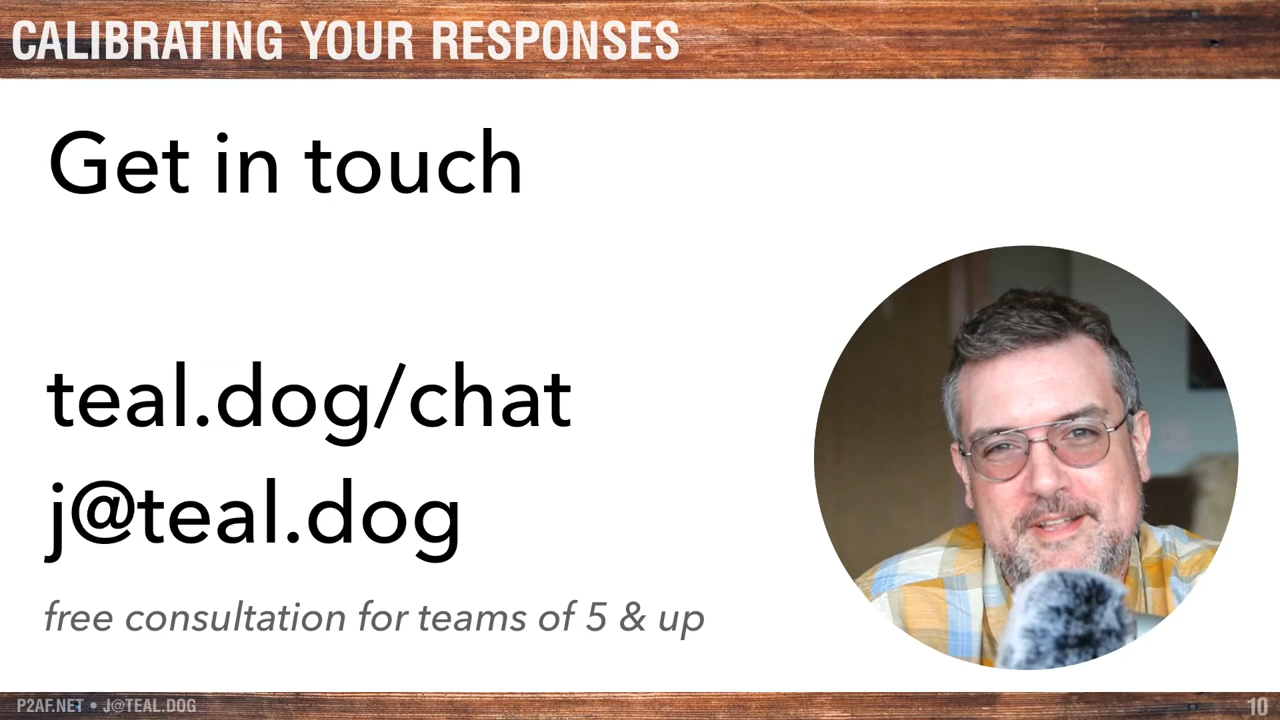 CALIBRATING YOUR RESPONSES
Get in touch
teal.dog/chat
j@teal.dog
free consultation for teams of 5 & up
P2AF.NET • J@TEAL.DOG
10